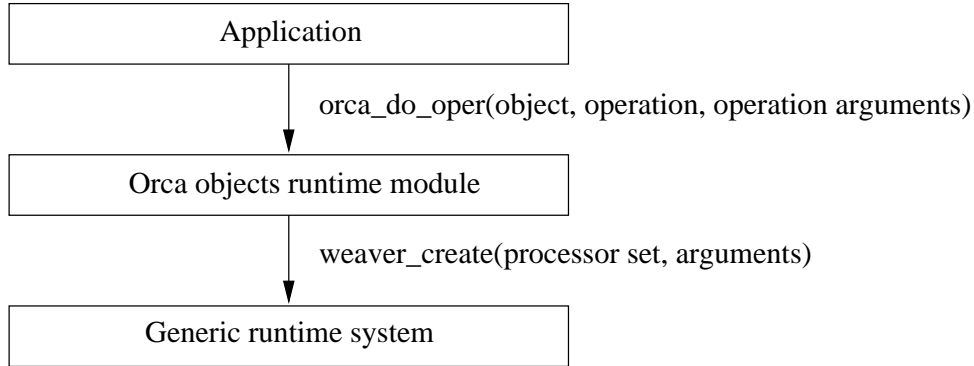 Application
orca_do_oper(object, operation, operation arguments)
Orca objects runtime module
weaver_create(processor set, arguments)
Generic runtime system